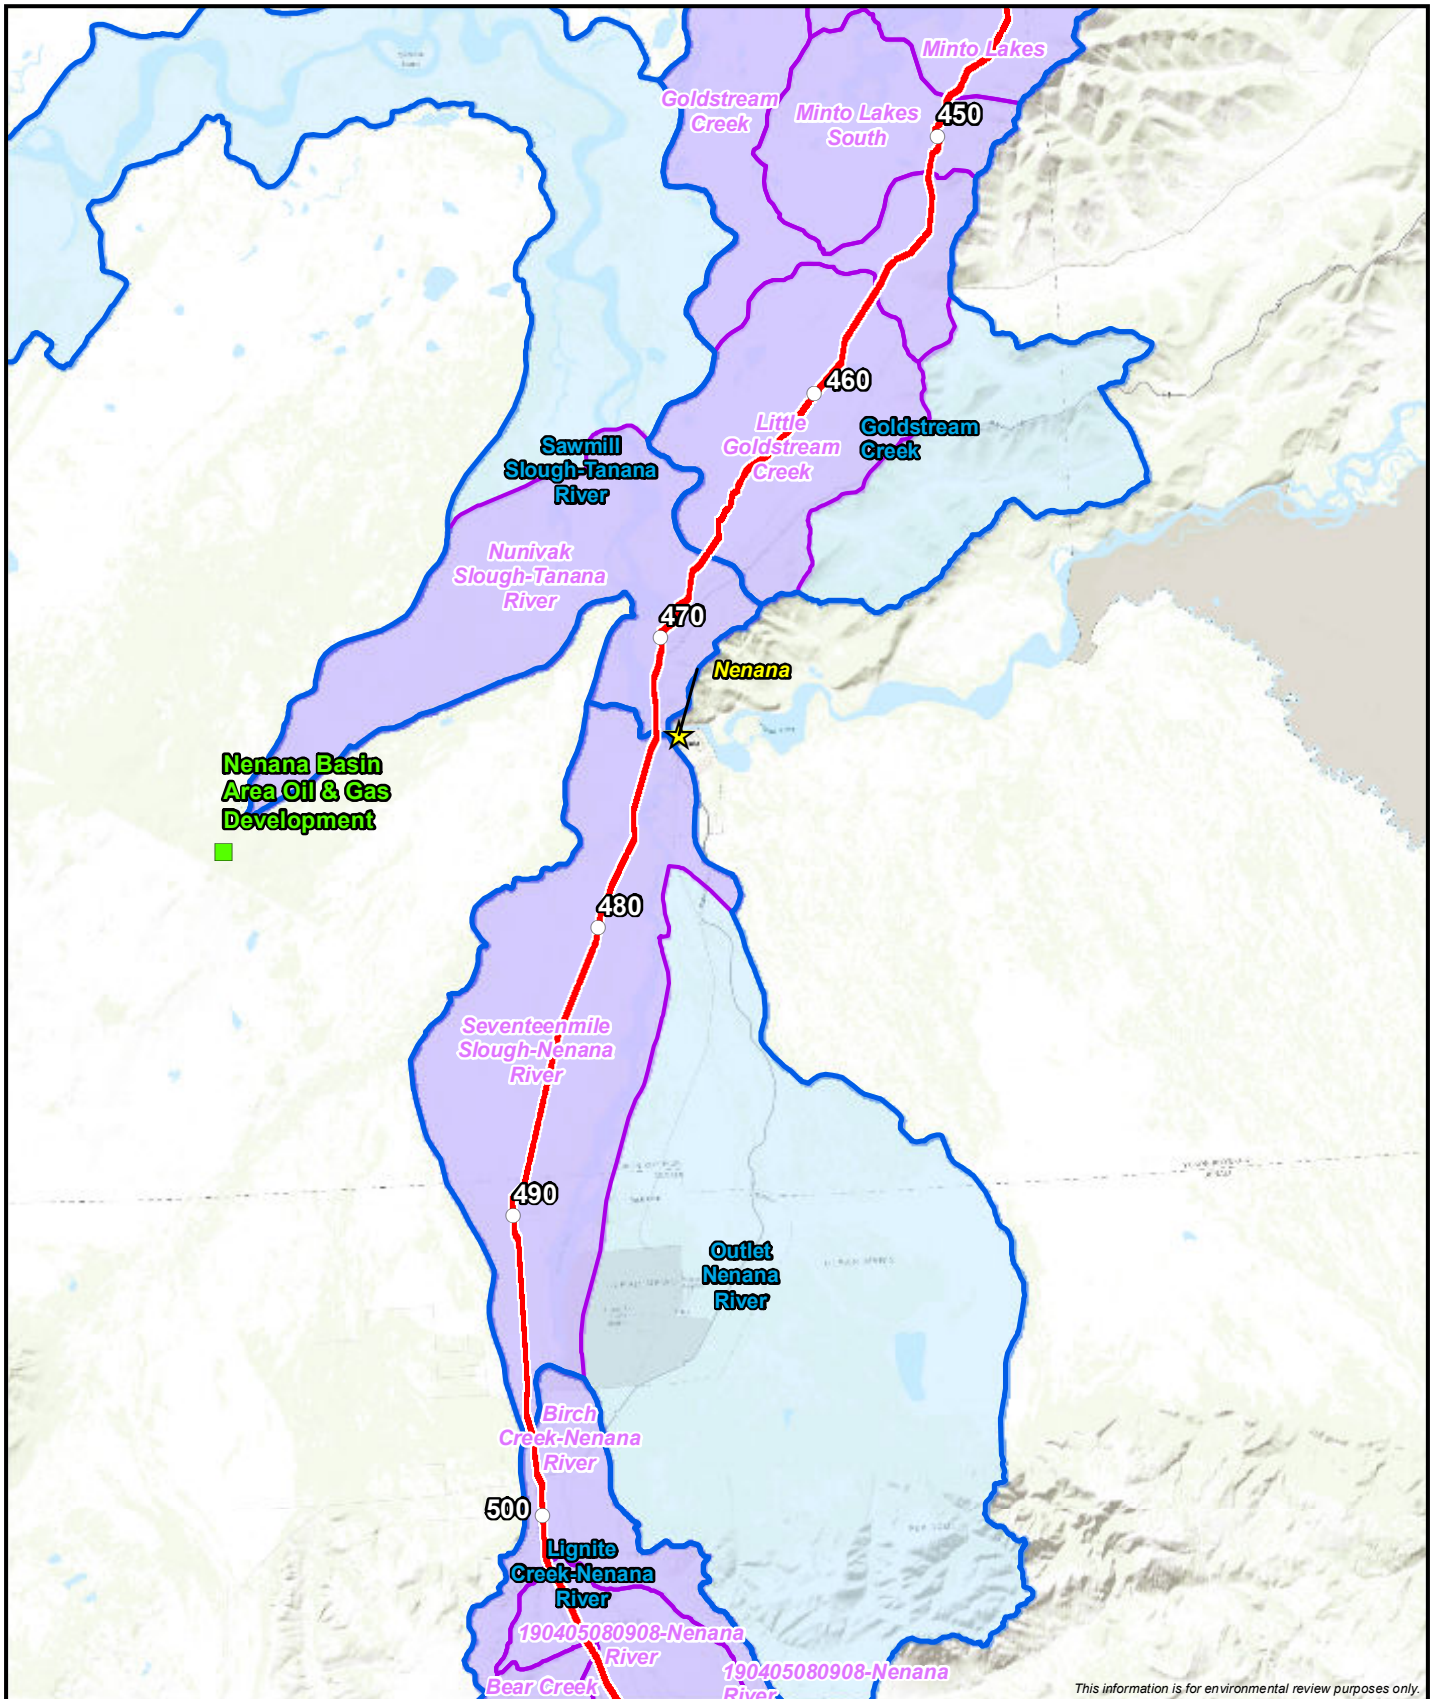 Minto Lakes
Goldstream
Creek
Minto Lakes
South
450
460
Little
Goldstream
Creek
Goldstream
Creek
Sawmill
Slough-Tanana
River
Nunivak
Slough-Tanana
River
470
Nenana
Nenana Basin
Area Oil & Gas
Development
480
Seventeenmile
Slough-Nenana
River
490
Outlet
Nenana
River
Birch
Creek-Nenana
River
500
Lignite
Creek-Nenana
River
190405080908-Nenana
River
Bear Creek
190405080908-Nenana
River
This information is for environmental review purposes only.